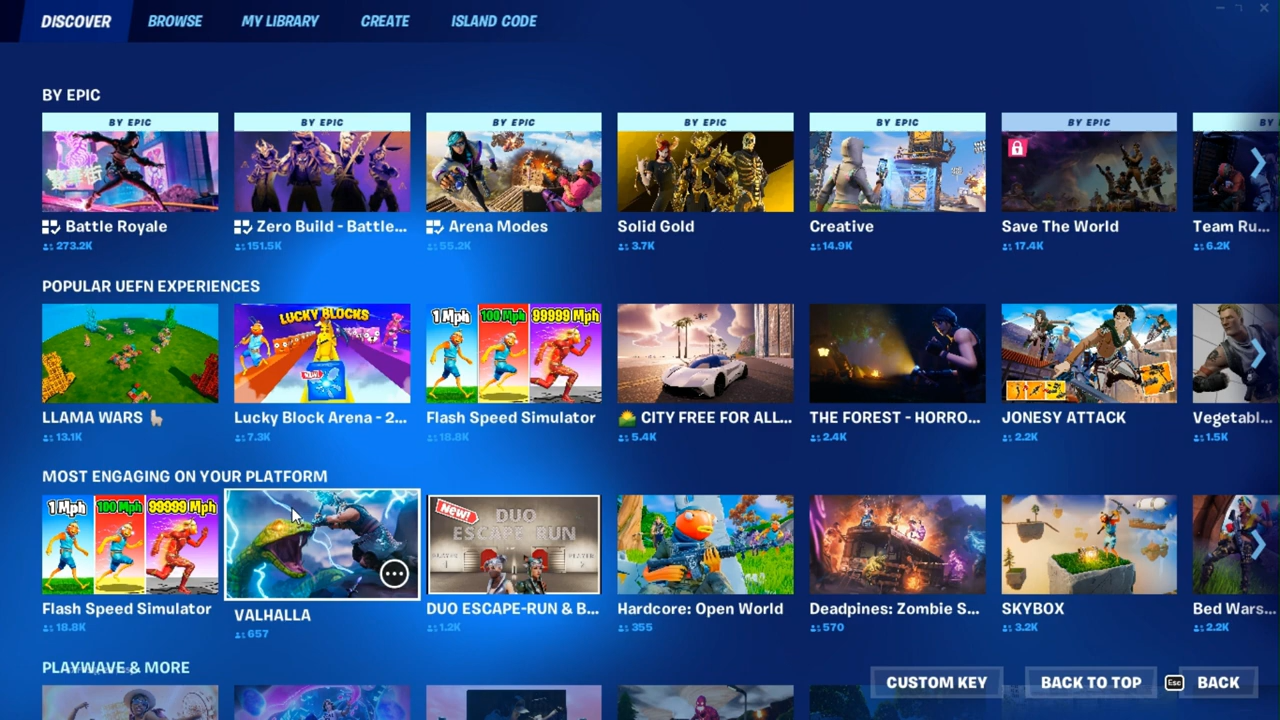 DISCOVER BROWSE MY LIBRARY CREATE ISLAND CODE
BY EPIC
BY EPIC BY EPIC BY EPIC BY EPIC BY EPIC BY EPIC BY
Battle Royale Zero Build - Battle... Arena Modes Solid Gold Creative Save The World Team Ru...
273.2K 151.5K 55.2K 3.7K 14.9K 17.4K 6.2K
POPULAR UEFN EXPERIENCES
LUCKY BLOCKS 1 Mph 100 Mph 99999 Mph
LLAMA WARS 🦙 Lucky Block Arena - 2... Flash Speed Simulator 🌅 CITY FREE FOR ALL... THE FOREST - HORRO... JONESY ATTACK Vegetabl...
13.1K 7.3K 18.8K 5.4K 2.4K 2.2K 1.5K
MOST ENGAGING ON YOUR PLATFORM
1 Mph 100 Mph 99999 Mph NEW! DUO
ESCAPE RUN
Flash Speed Simulator VALHALLA DUO ESCAPE-RUN & B... Hardcore: Open World Deadpines: Zombie S... SKYBOX Bed Wars...
18.8K 657 1.2K 355 570 3.2K 2.2K
PLAYWAVE & MORE
CUSTOM KEY BACK TO TOP Esc BACK